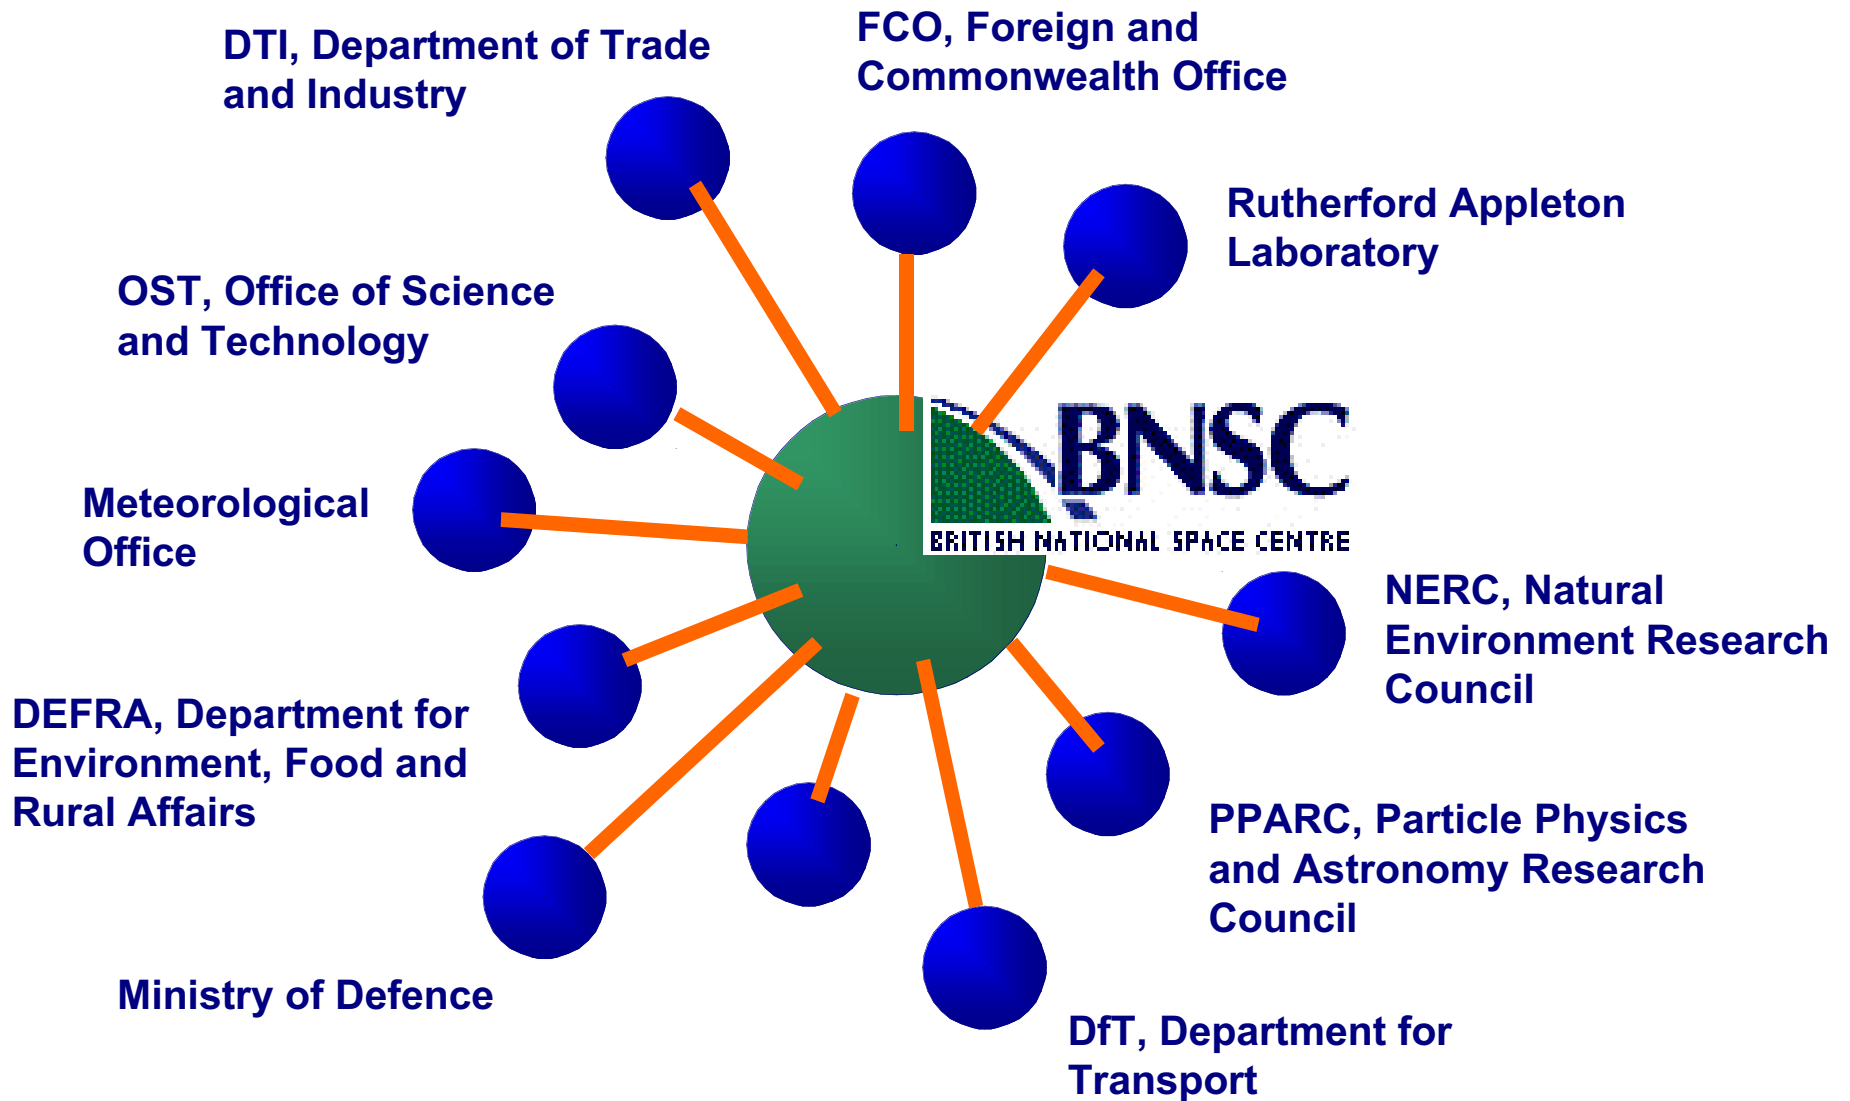 DTI, Department of Trade
and Industry
FCO, Foreign and
Commonwealth Office
Rutherford Appleton
Laboratory
OST, Office of Science
and Technology
BNSC
BRITISH NATIONAL SPACE CENTRE
Meteorological
Office
NERC, Natural
Environment Research
Council
DEFRA, Department for
Environment, Food and
Rural Affairs
PPARC, Particle Physics
and Astronomy Research
Council
Ministry of Defence
DfT, Department for
Transport